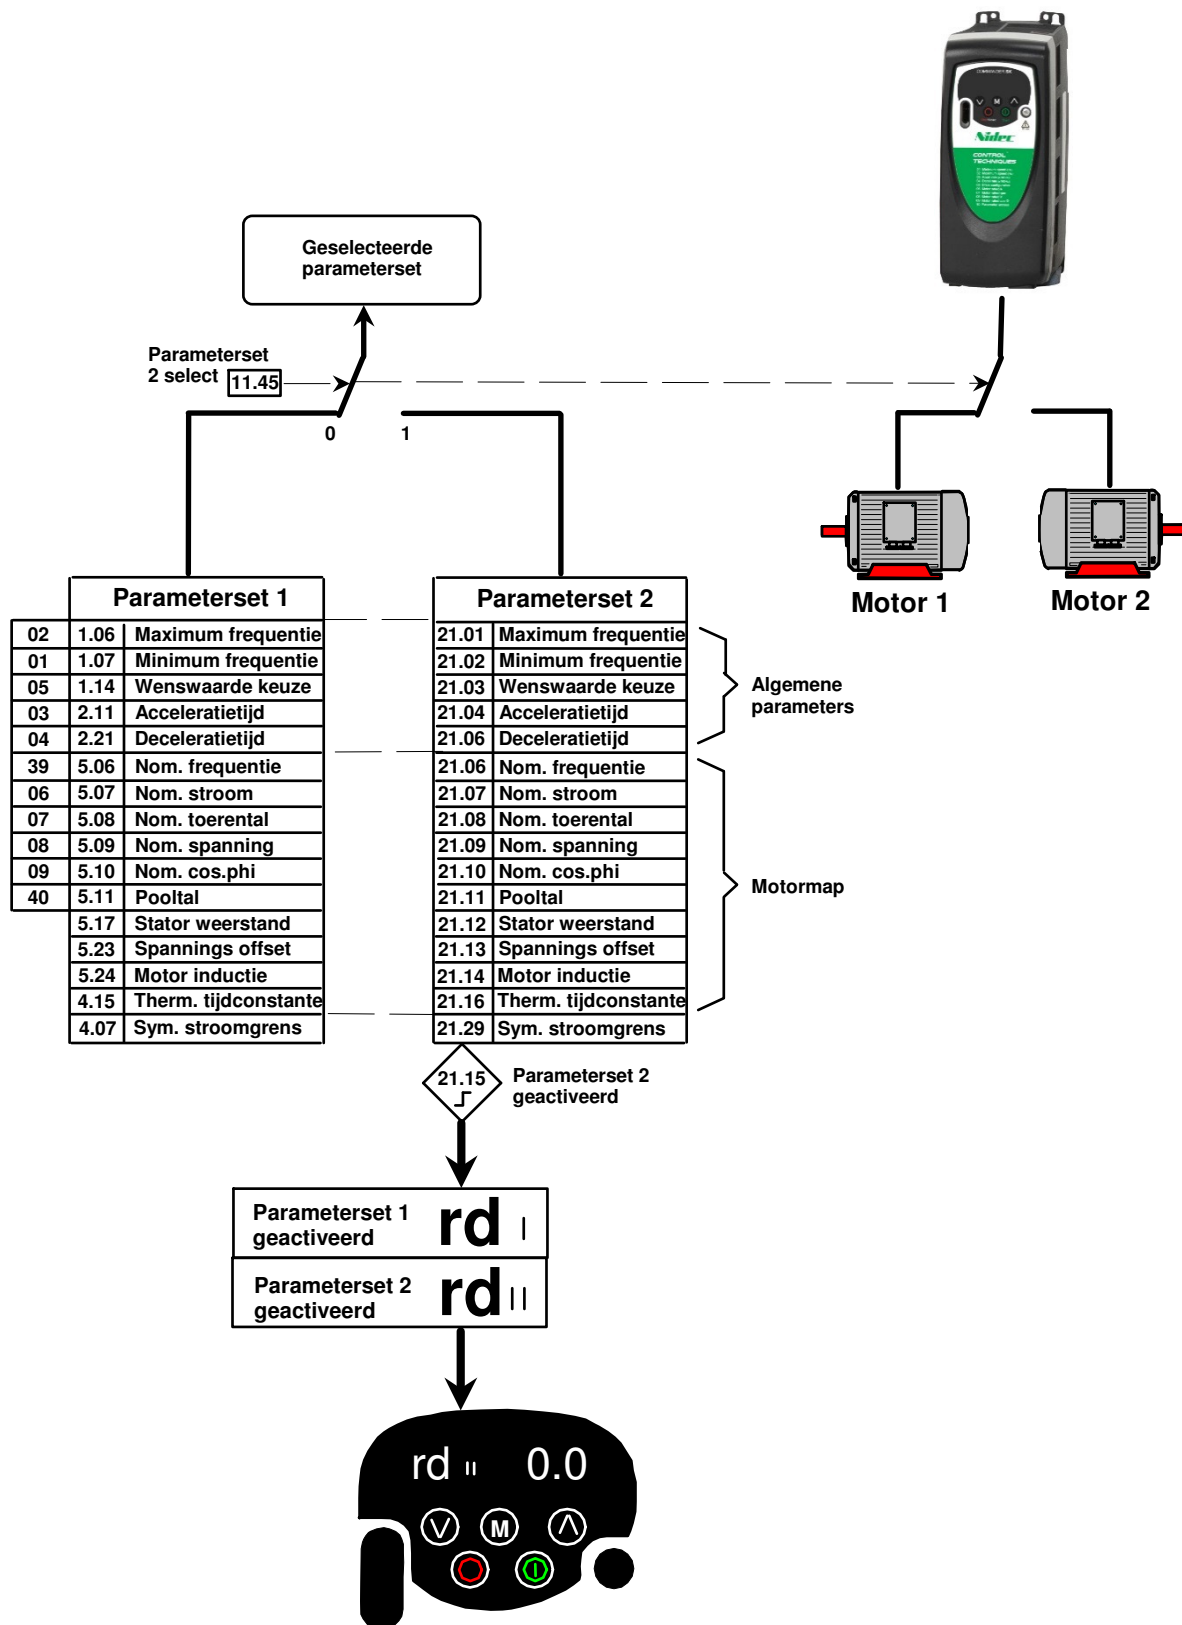 COMMANDER SK
M
Nidec
CONTROL
TECHNIQUES
Geselecteerde
parameterset
Parameterset
2 select 11.45
0 1
Motor 1 Motor 2
Parameterset 1
02 1.06 Maximum frequentie
01 1.07 Minimum frequentie
05 1.14 Wenswaarde keuze
03 2.11 Acceleratietijd
04 2.21 Deceleratietijd
39 5.06 Nom. frequentie
06 5.07 Nom. stroom
07 5.08 Nom. toerental
08 5.09 Nom. spanning
09 5.10 Nom. cos.phi
40 5.11 Pooltal
5.17 Stator weerstand
5.23 Spannings offset
5.24 Motor inductie
4.15 Therm. tijdconstante
4.07 Sym. stroomgrens
Parameterset 2
21.01 Maximum frequentie
21.02 Minimum frequentie
21.03 Wenswaarde keuze
21.04 Acceleratietijd
21.06 Deceleratietijd
21.06 Nom. frequentie
21.07 Nom. stroom
21.08 Nom. toerental
21.09 Nom. spanning
21.10 Nom. cos.phi
21.11 Pooltal
21.12 Stator weerstand
21.13 Spannings offset
21.14 Motor inductie
21.16 Therm. tijdconstante
21.29 Sym. stroomgrens
Algemene
parameters
Motormap
21.15
Parameterset 2
geactiveerd
Parameterset 1
geactiveerd
rd I
Parameterset 2
geactiveerd
rd II
rd II 0.0
M